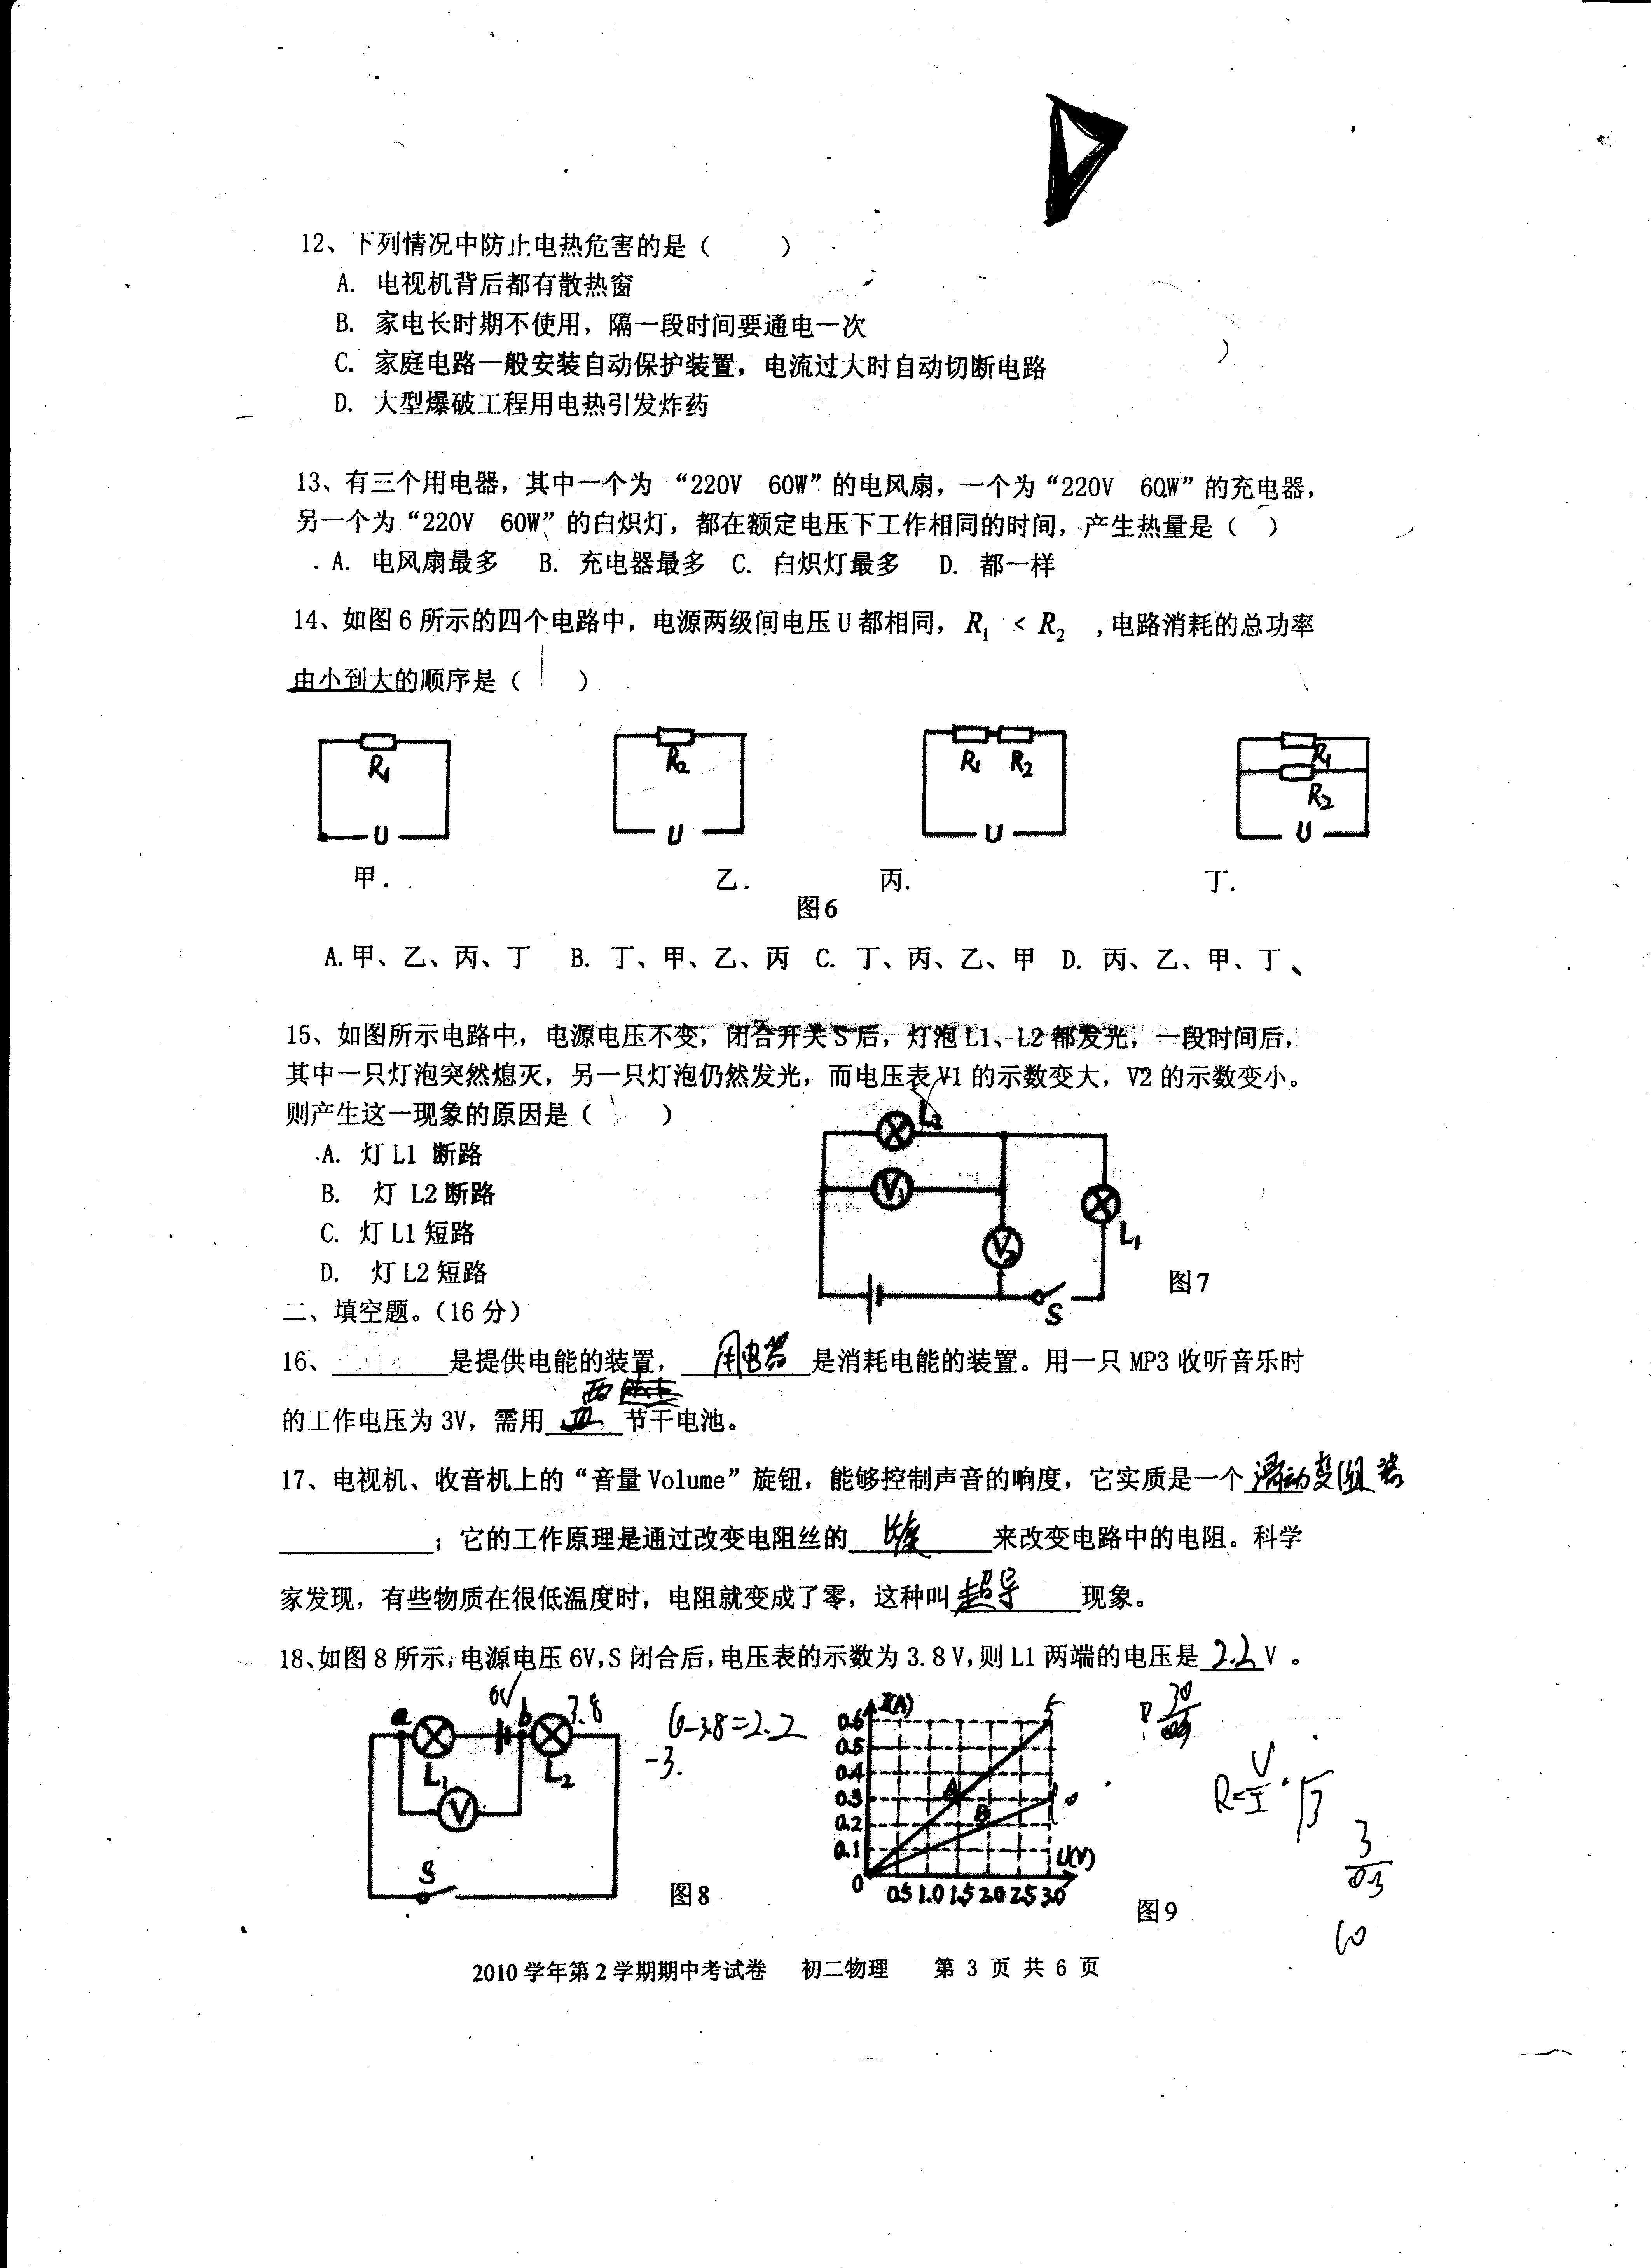 12、下列情况中防止电热危害的是（ ）
A. 电视机背后都有散热窗
B. 家电长时期不使用，隔一段时间要通电一次
C. 家庭电路一般安装自动保护装置，电流过大时自动切断电路
D. 大型爆破工程用电热引发炸药
13、有三个用电器，其中一个为 “220V 60W”的电风扇，一个为“220V 60W”的充电器，
另一个为“220V 60W”的白炽灯，都在额定电压下工作相同的时间，产生热量是（ ）
A. 电风扇最多 B. 充电器最多 C. 白炽灯最多 D. 都一样
14、如图6所示的四个电路中，电源两级间电压U都相同，R₁ < R₂ ,电路消耗的总功率
由小到大的顺序是（ ）
R₁ R₂ R₁ R₂ R₁
R₂
U U U U
甲. 乙. 丙. 丁.
图6
A.甲、乙、丙、丁 B. 丁、甲、乙、丙 C. 丁、丙、乙、甲 D. 丙、乙、甲、丁
15、如图所示电路中，电源电压不变，闭合开关S后，灯泡L1、L2都发光，一段时间后，
其中一只灯泡突然熄灭，另一只灯泡仍然发光，而电压表V1的示数变大，V2的示数变小。
则产生这一现象的原因是（ ）
A. 灯L1 断路
B. 灯 L2断路
C. 灯L1短路
D. 灯L2短路
L₂
V₁
V₂
L₁
S
图7
二、填空题。（16分）
16、________是提供电能的装置，用电器是消耗电能的装置。用一只MP3收听音乐时
两
的工作电压为3V，需用____节干电池。
17、电视机、收音机上的“音量Volume”旋钮，能够控制声音的响度，它实质是一个滑动变阻器
________；它的工作原理是通过改变电阻丝的长度来改变电路中的电阻。科学
家发现，有些物质在很低温度时，电阻就变成了零，这种叫超导现象。
18、如图8所示，电源电压6V,S闭合后,电压表的示数为3.8V,则L1两端的电压是2.2V。
6V 3.8
a b
L₁ L₂
V
S
图8
6-3.8=2.2
-3.
I(A)
0.6
0.5
0.4
0.3
0.2
0.1
0
A
B
U(V)
0.5 1.0 1.5 2.0 2.5 3.0
5
图9
R=
3
0.3
10
2010学年第2学期期中考试卷 初二物理 第 3 页 共 6 页